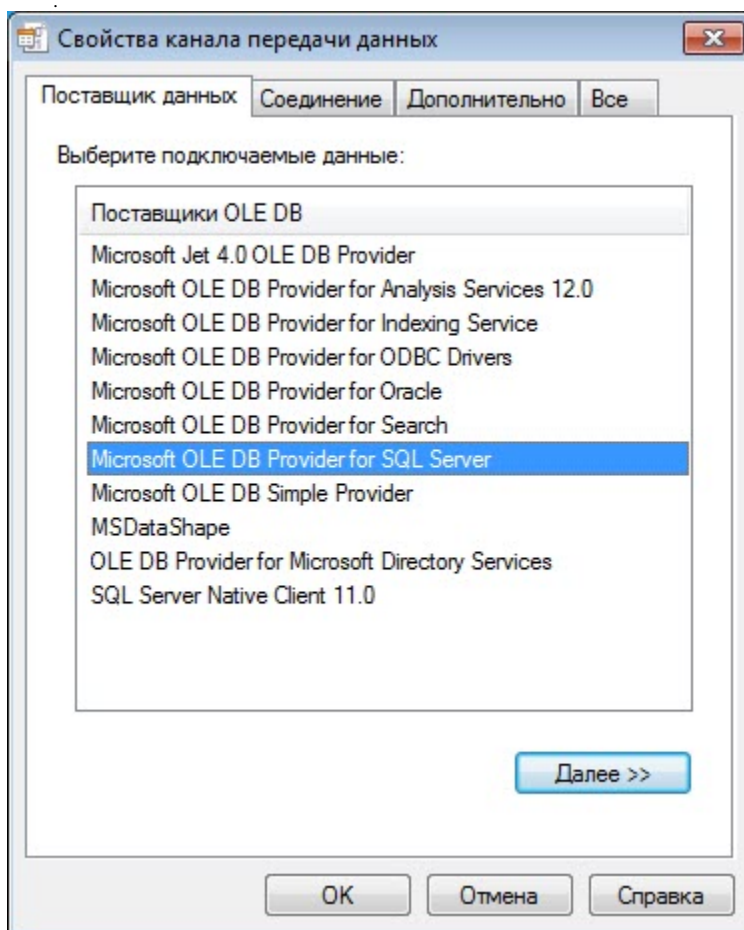 Свойства канала передачи данных
Поставщик данных Соединение Дополнительно Все
Выберите подключаемые данные:
Поставщики OLE DB
Microsoft Jet 4.0 OLE DB Provider
Microsoft OLE DB Provider for Analysis Services 12.0
Microsoft OLE DB Provider for Indexing Service
Microsoft OLE DB Provider for ODBC Drivers
Microsoft OLE DB Provider for Oracle
Microsoft OLE DB Provider for Search
Microsoft OLE DB Provider for SQL Server
Microsoft OLE DB Simple Provider
MSDataShape
OLE DB Provider for Microsoft Directory Services
SQL Server Native Client 11.0
Далее >>
OK Отмена Справка